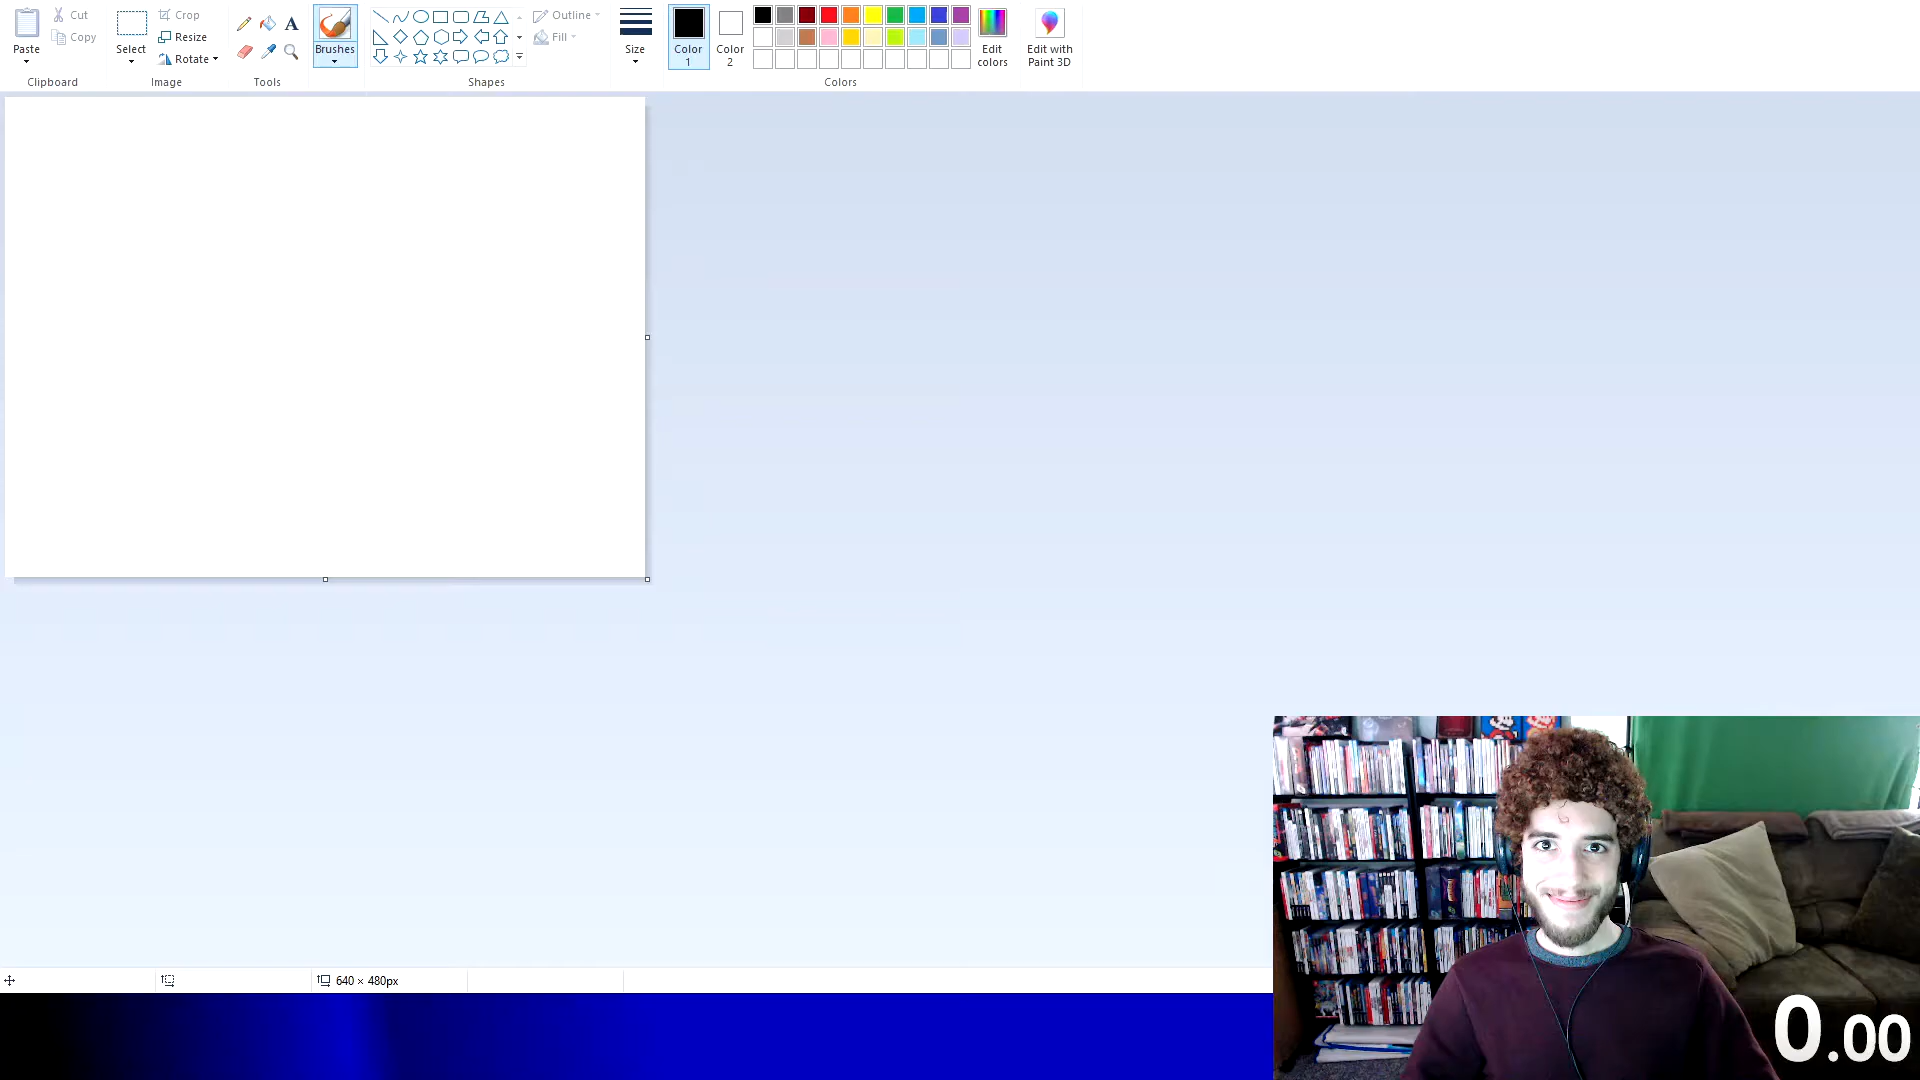 Paste
Cut
Copy
Clipboard
Select
Crop
Resize
Rotate
Image
A
Tools
Brushes
Shapes
Outline
Fill
Size
Color 1
Color 2
Colors
Edit colors
Edit with Paint 3D
640 × 480px
0.00